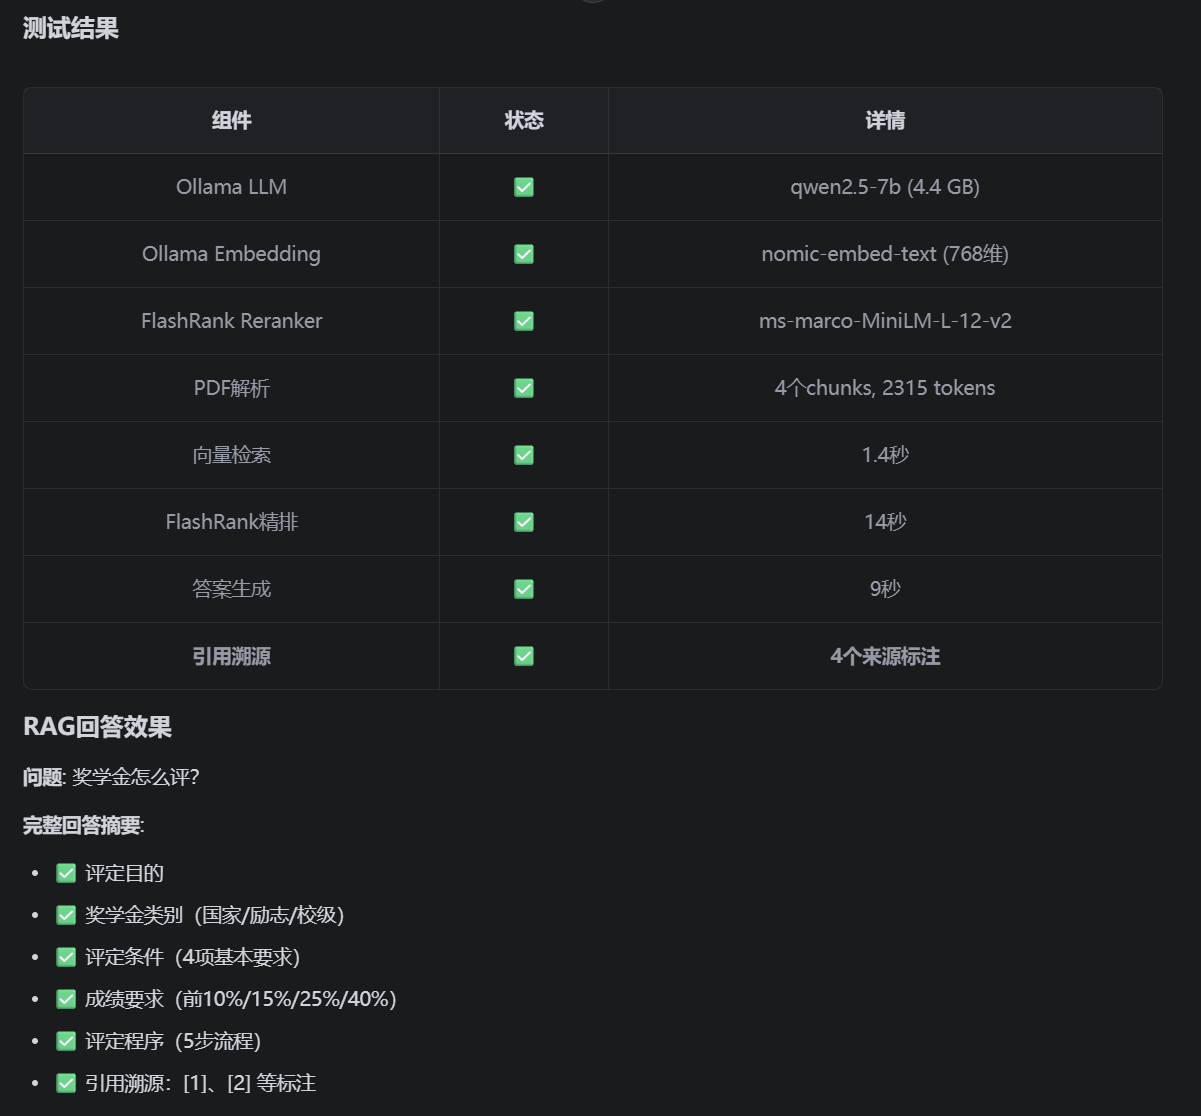 测试结果
组件 状态 详情
Ollama LLM ✅ qwen2.5-7b (4.4 GB)
Ollama Embedding ✅ nomic-embed-text (768维)
FlashRank Reranker ✅ ms-marco-MiniLM-L-12-v2
PDF解析 ✅ 4个chunks, 2315 tokens
向量检索 ✅ 1.4秒
FlashRank精排 ✅ 14秒
答案生成 ✅ 9秒
引用溯源 ✅ 4个来源标注
RAG回答效果
问题: 奖学金怎么评?
完整回答摘要:
• ✅ 评定目的
• ✅ 奖学金类别（国家/励志/校级）
• ✅ 评定条件（4项基本要求）
• ✅ 成绩要求（前10%/15%/25%/40%）
• ✅ 评定程序（5步流程）
• ✅ 引用溯源：[1]、[2] 等标注